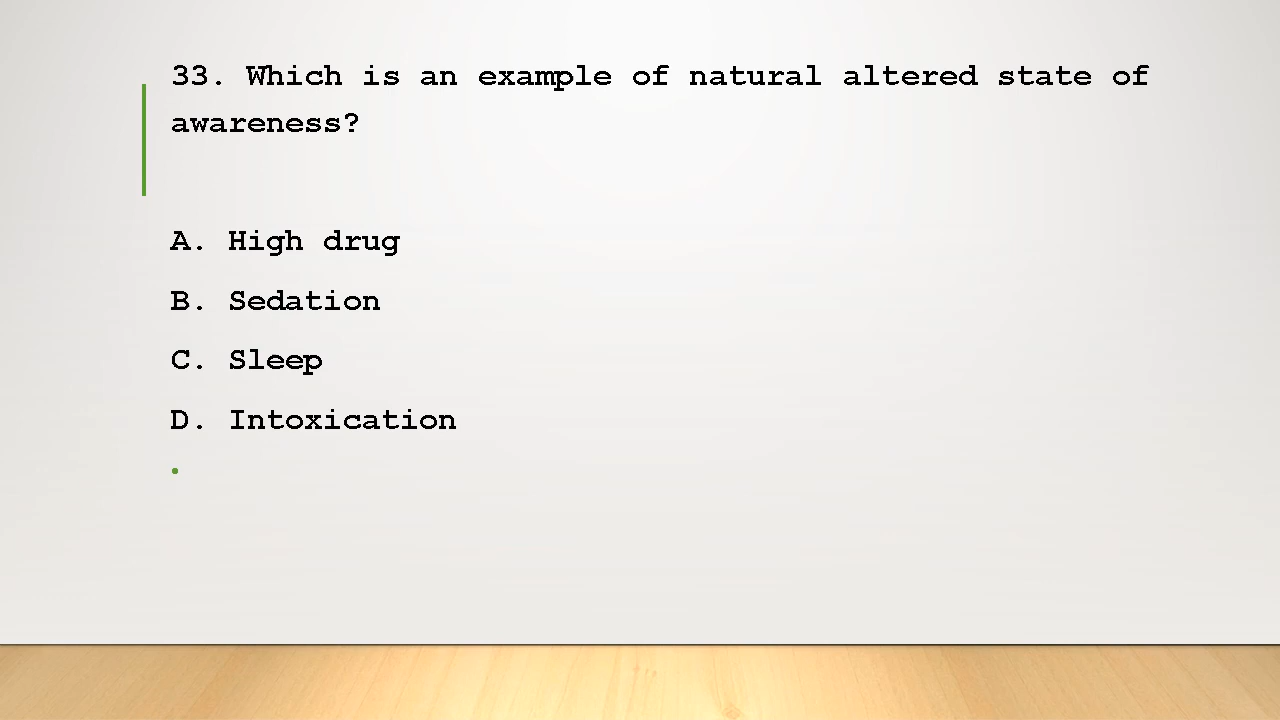 33. Which is an example of natural altered state of
awareness?
A. High drug
B. Sedation
C. Sleep
D. Intoxication